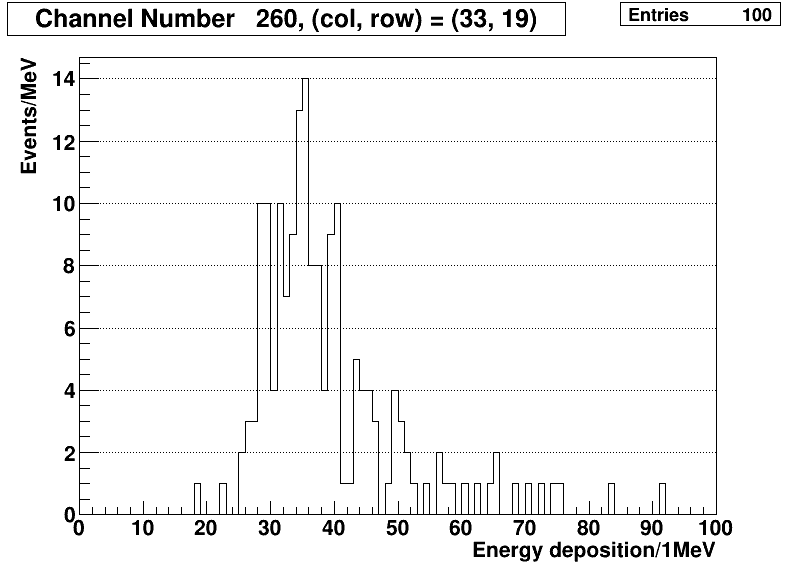 Channel Number 260, (col, row) = (33, 19)
Entries 100
Events/MeV
14
12
10
8
6
4
2
0
0 10 20 30 40 50 60 70 80 90 100
Energy deposition/1MeV